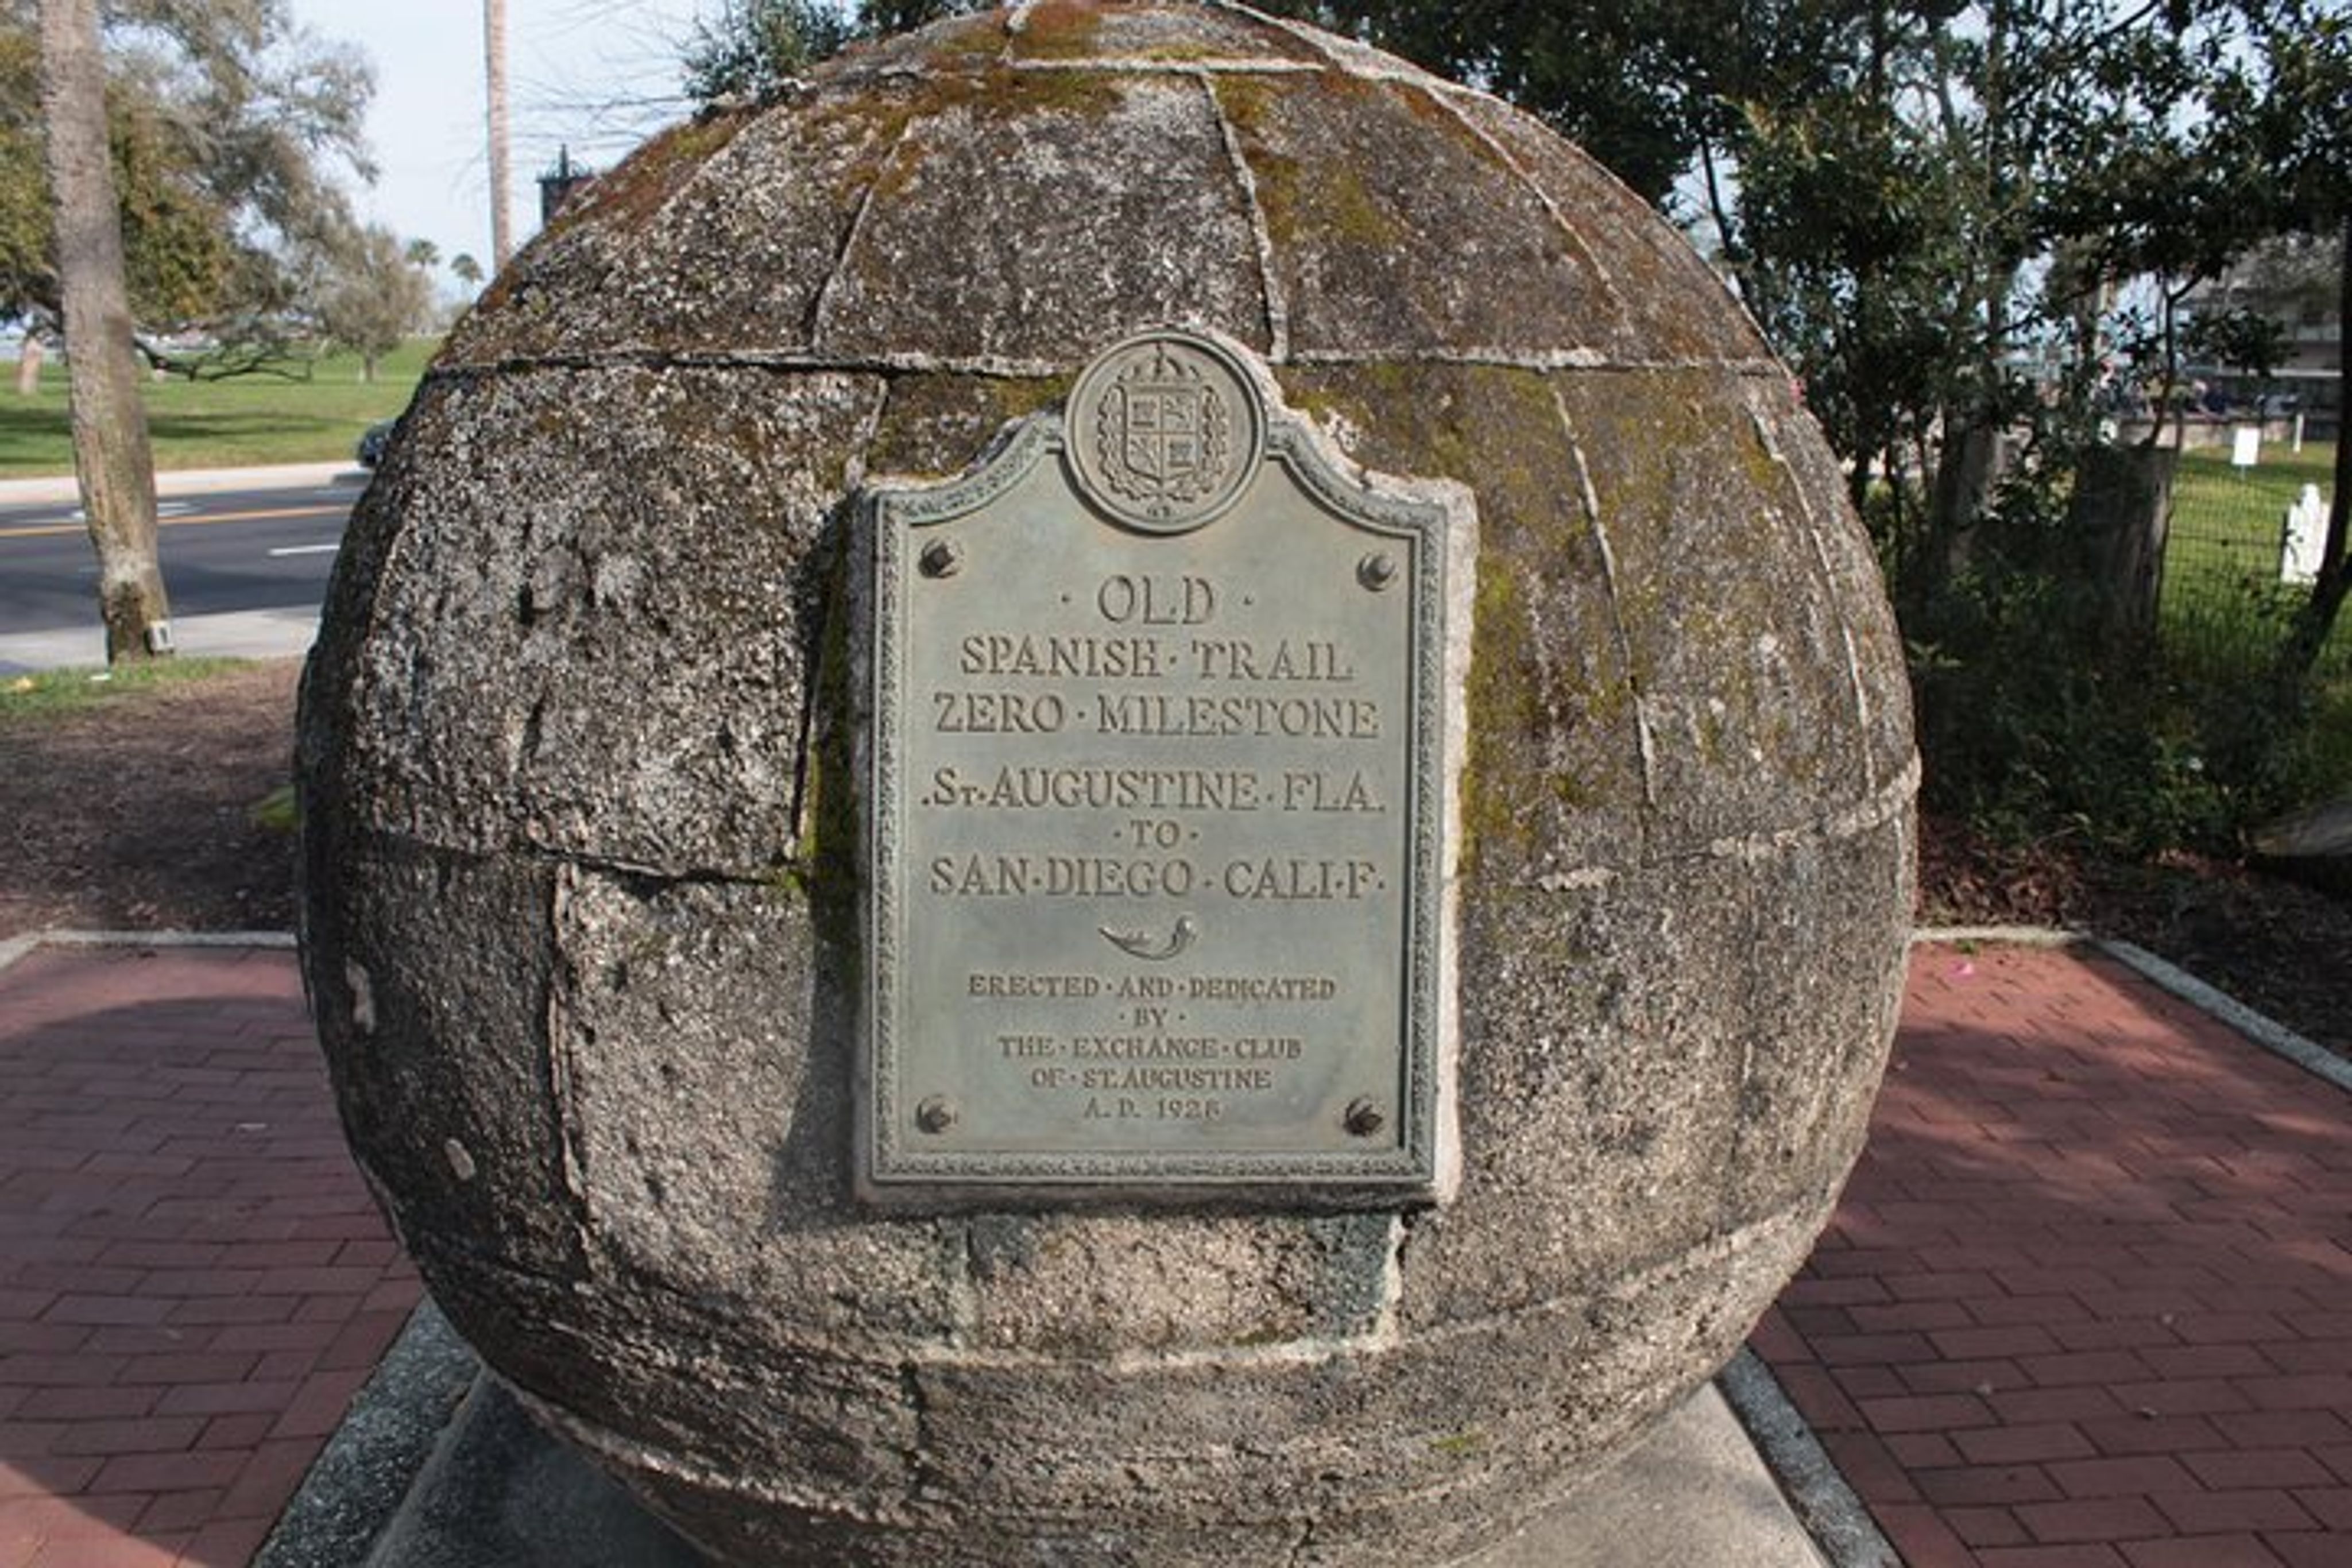 · OLD ·
SPANISH · TRAIL
ZERO · MILESTONE
.ST. AUGUSTINE · FLA.
· TO ·
SAN · DIEGO · CALIF ·
ERECTED · AND · DEDICATED
· BY ·
THE · EXCHANGE · CLUB
OF · ST. AUGUSTINE
A. D. 1928